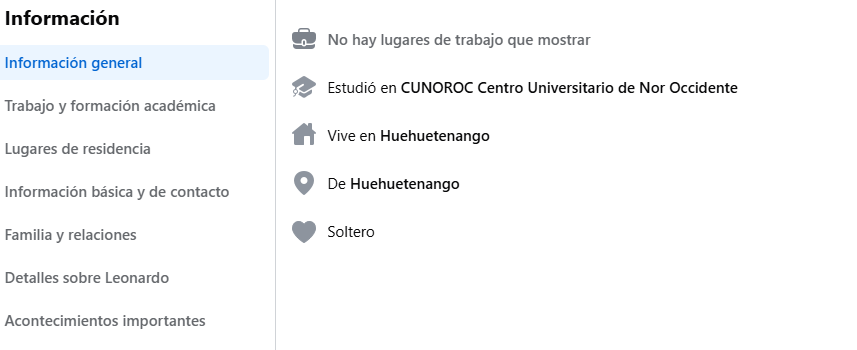 Información
Información general
Trabajo y formación académica
Lugares de residencia
Información básica y de contacto
Familia y relaciones
Detalles sobre Leonardo
Acontecimientos importantes
No hay lugares de trabajo que mostrar
Estudió en CUNOROC Centro Universitario de Nor Occidente
Vive en Huehuetenango
De Huehuetenango
Soltero